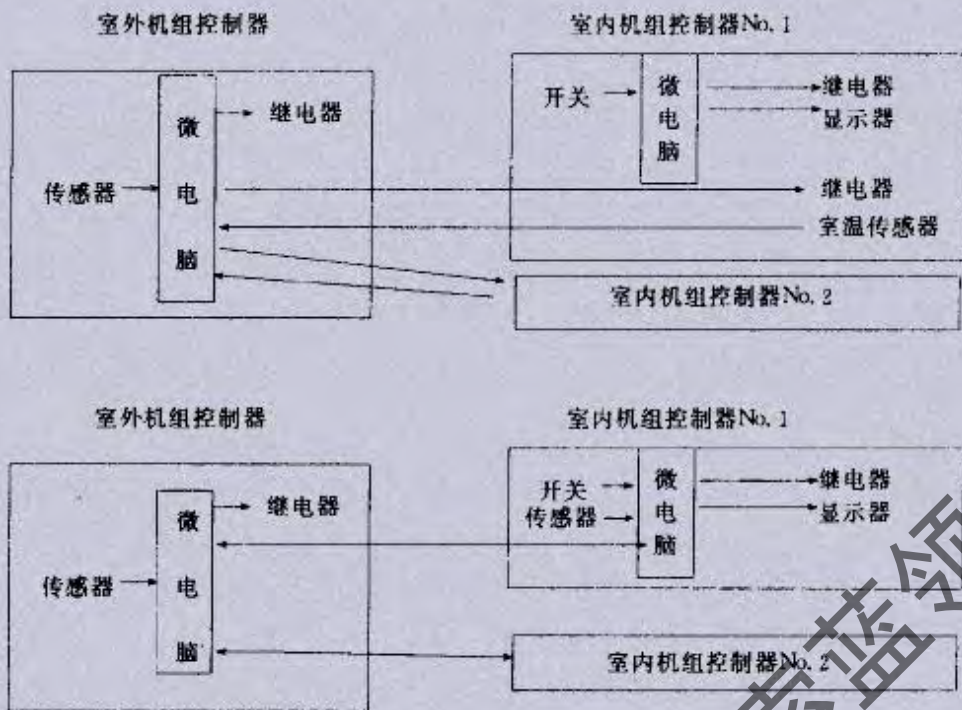 室外机组控制器
室内机组控制器No. 1
微电脑
继电器
传感器
开关
微电脑
继电器
显示器
继电器
室温传感器
室内机组控制器No. 2
室外机组控制器
室内机组控制器No. 1
微电脑
继电器
传感器
开关
传感器
微电脑
继电器
显示器
室内机组控制器No. 2
蓝领